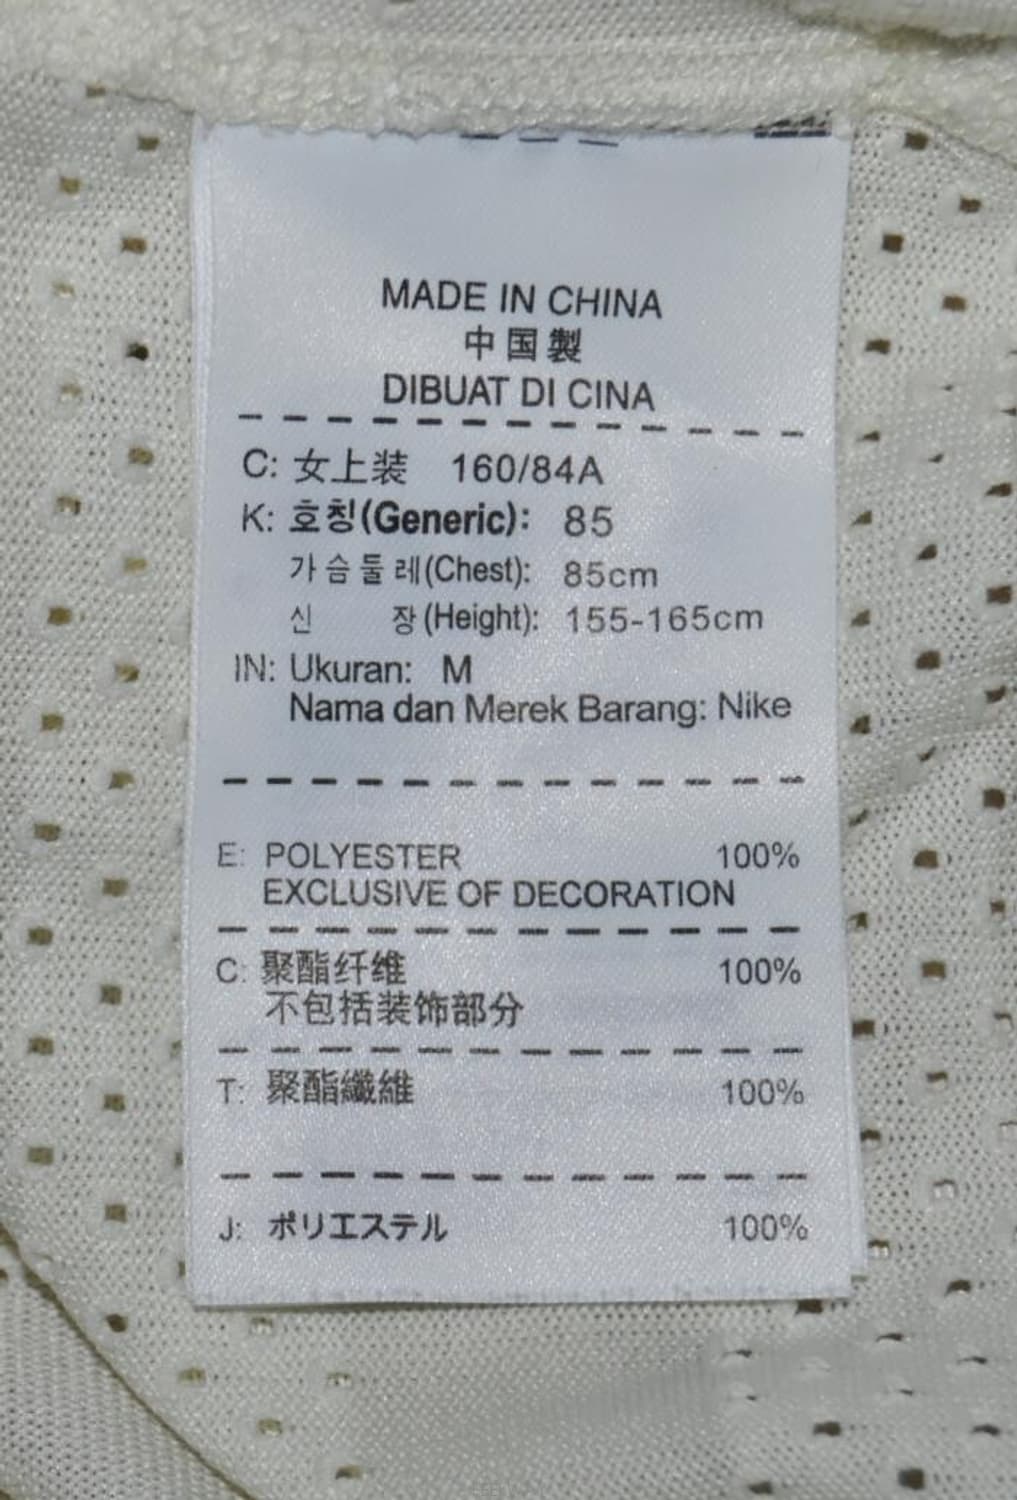 MADE IN CHINA
中国製
DIBUAT DI CINA
C: 女上装 160/84A
K: 호칭(Generic): 85
가슴둘레(Chest): 85cm
신 장(Height): 155-165cm
IN: Ukuran: M
Nama dan Merek Barang: Nike
E: POLYESTER 100%
EXCLUSIVE OF DECORATION
C: 聚酯纤维 100%
不包括装饰部分
T: 聚酯纖維 100%
J: ポリエステル 100%